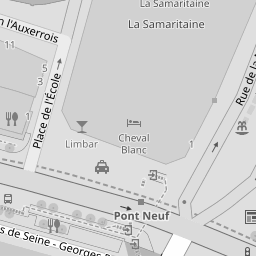 La Samaritaine
La Samaritaine
n l'Auxerrois
11
5
3
Place de l'École
Rue de la
Limbar
Cheval
Blanc
1
Pont Neuf
s de Seine - Georges